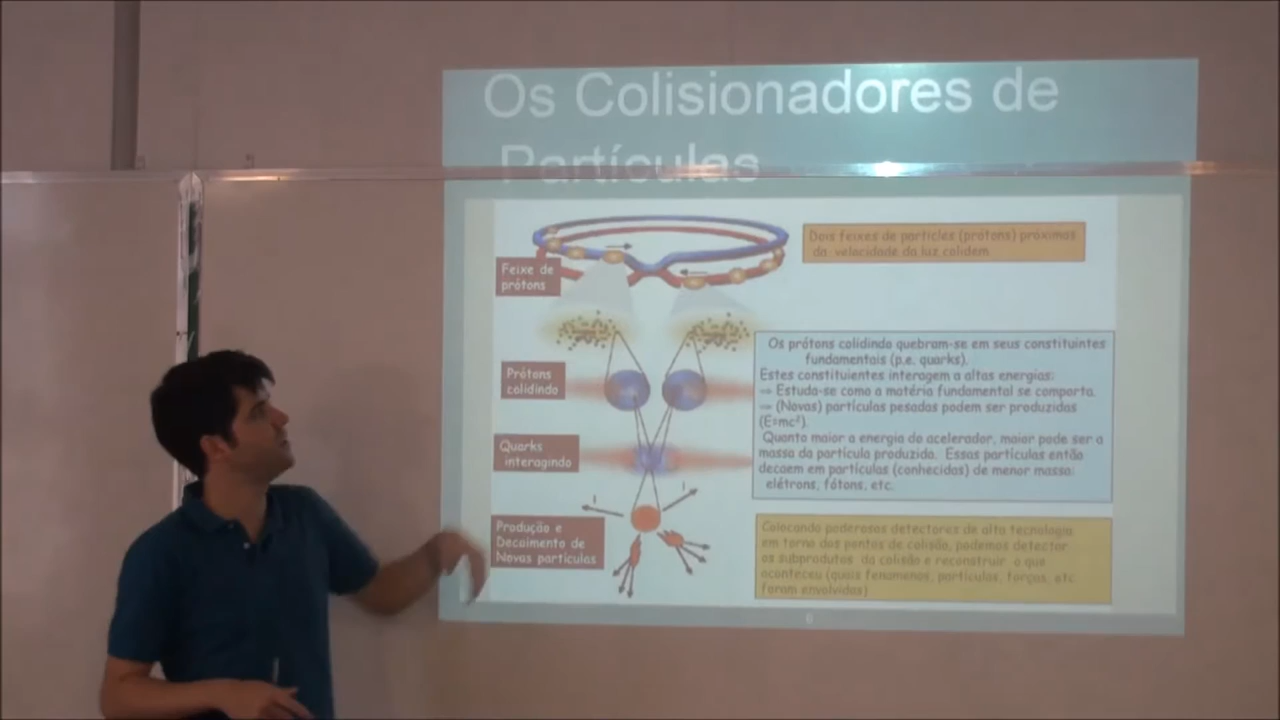 Os Colisionadores de
Partículas
Dois feixes de particles (prótons) próximas
da velocidade da luz colidem
Feixe de
prótons
Os prótons colidindo quebram-se em seus constituintes
fundamentais (p.e. quarks).
Estes constituientes interagem a altas energias:
⇒ Estuda-se como a matéria fundamental se comporta.
⇒ (Novas) partículas pesadas podem ser produzidas
(E=mc²).
Quanto maior a energia do acelerador, maior pode ser a
massa da partícula produzida. Essas partículas então
decaem em partículas (conhecidas) de menor massa:
elétrons, fótons, etc.
Prótons
colidindo
Quarks
interagindo
Produção e
Decaimento de
Novas partículas
Colocando poderosos detectores de alta tecnologia
em torno dos pontos de colisão, podemos detectar
os subprodutos da colisão e reconstruir o que
aconteceu (quais fenamenos, partículas, forças, etc
foram envolvidas)
6